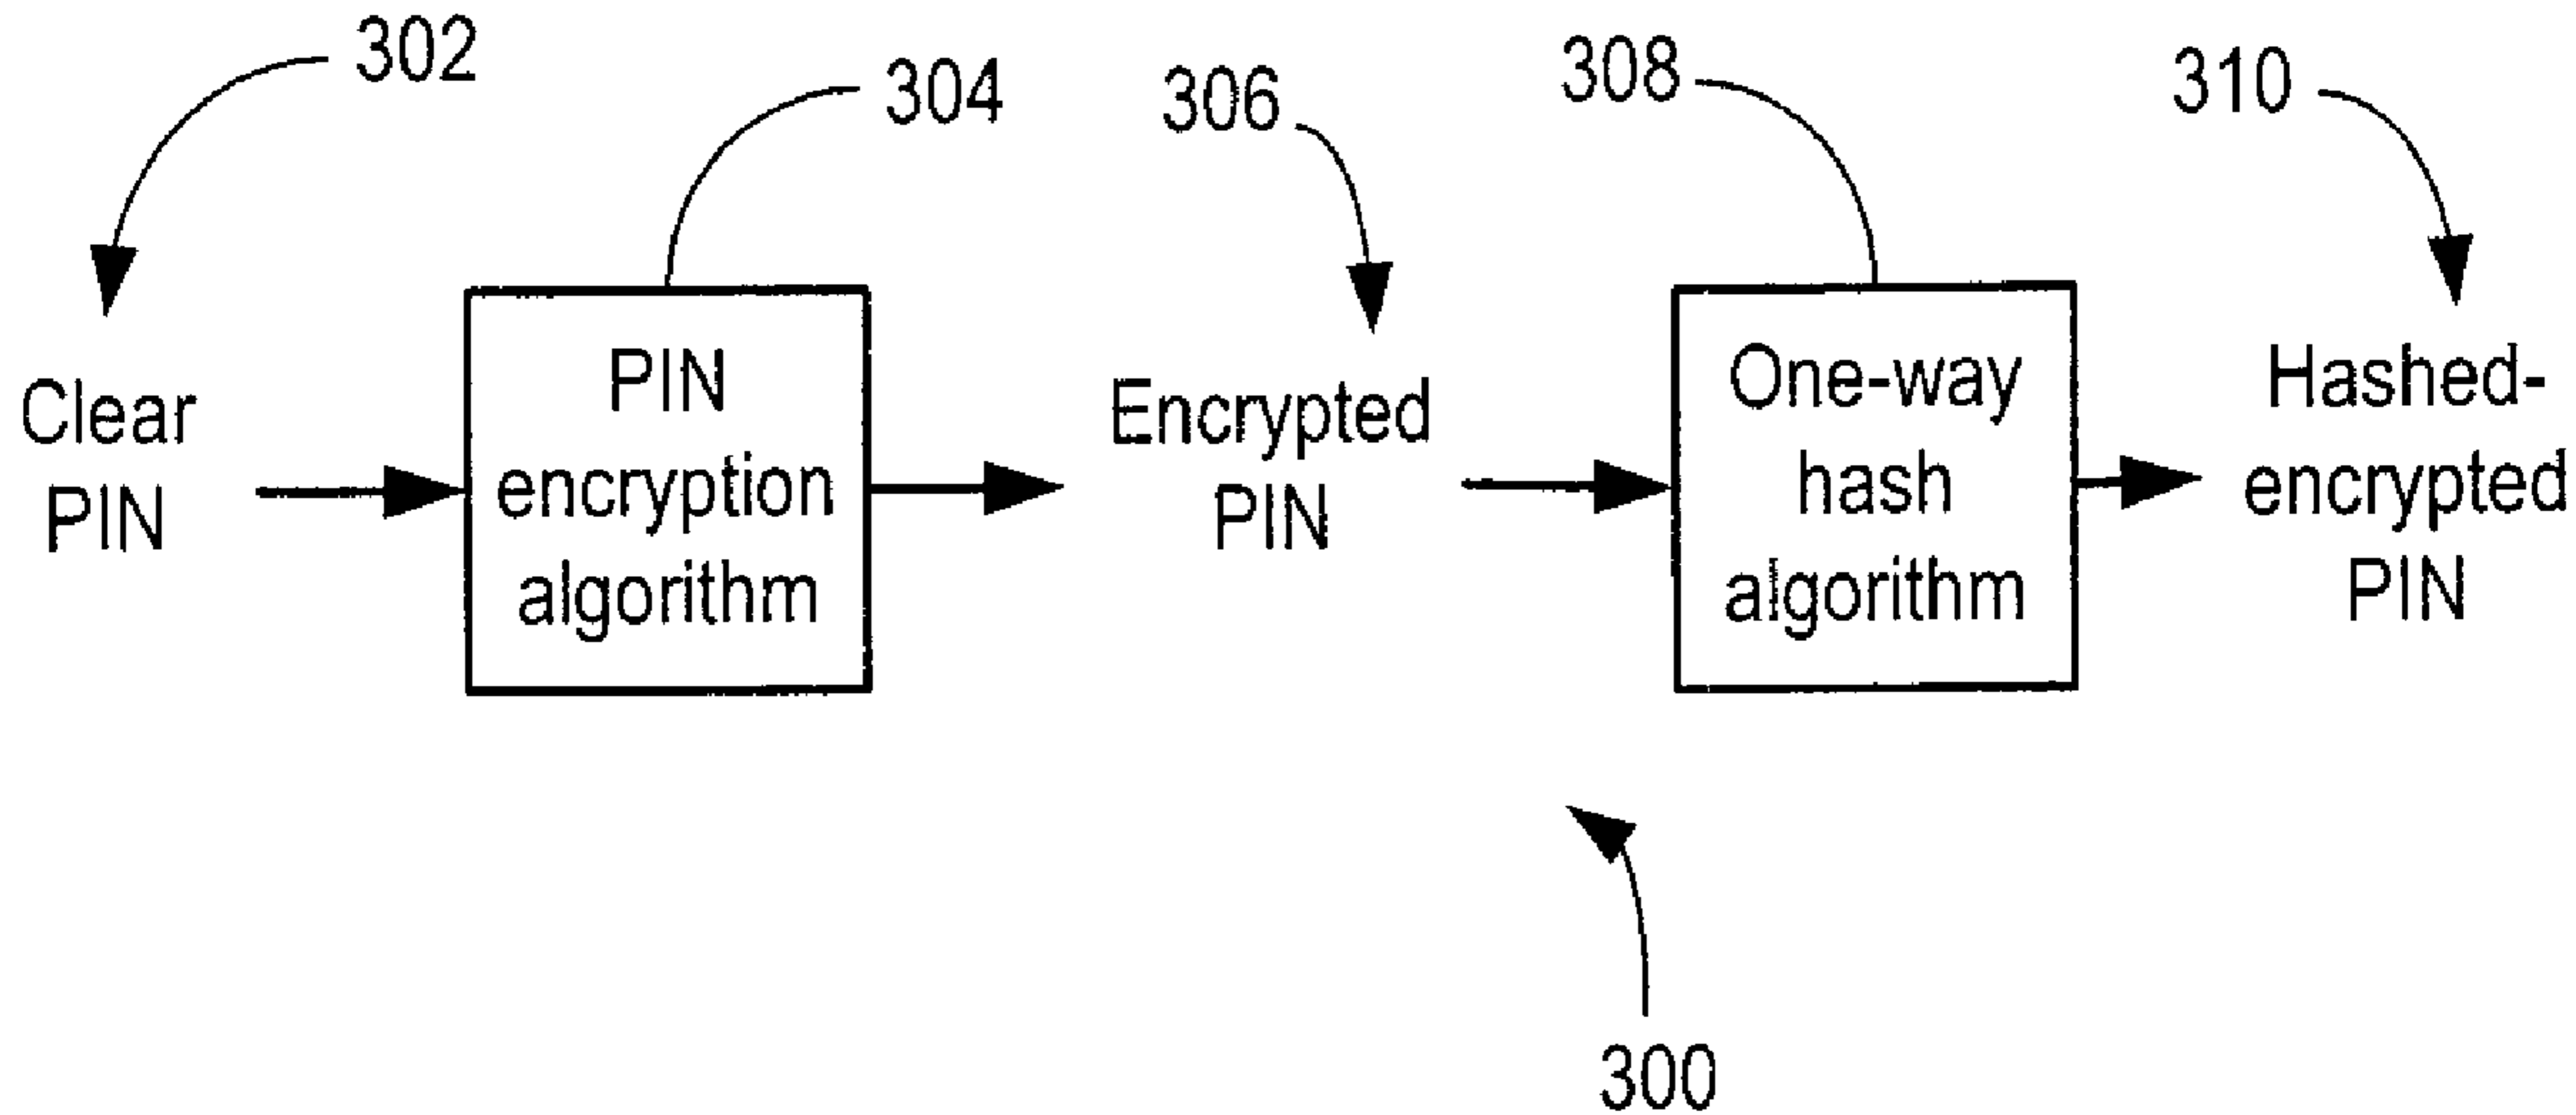 302
304
306
308
310
Clear
PIN
PIN
encryption
algorithm
Encrypted
PIN
One-way
hash
algorithm
Hashed-
encrypted
PIN
300